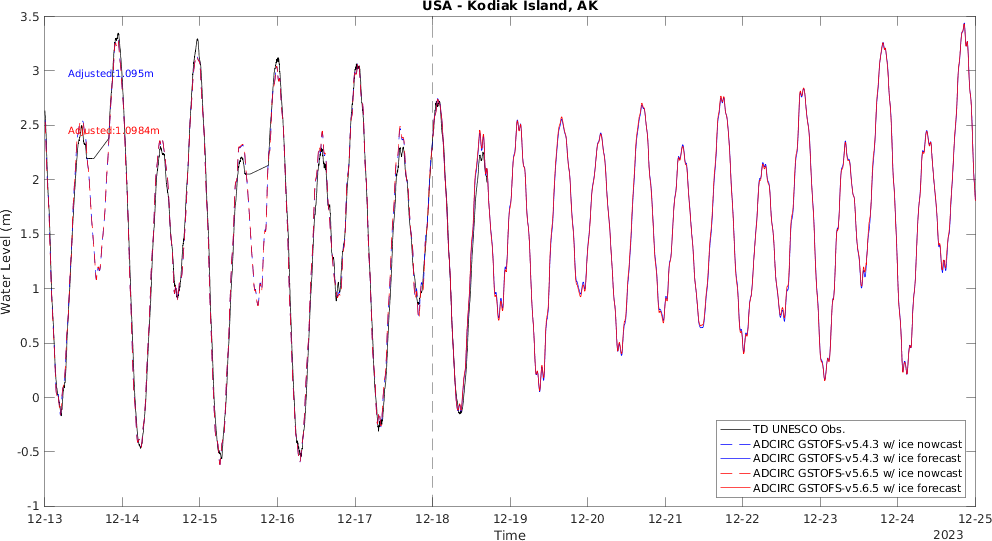 USA - Kodiak Island, AK
3.5
3
2.5
2
1.5
1
0.5
0
-0.5
-1
Water Level (m)
Adjusted:1.095m
Adjusted:1.0984m
TD UNESCO Obs.
ADCIRC GSTOFS-v5.4.3 w/ ice nowcast
ADCIRC GSTOFS-v5.4.3 w/ ice forecast
ADCIRC GSTOFS-v5.6.5 w/ ice nowcast
ADCIRC GSTOFS-v5.6.5 w/ ice forecast
12-13 12-14 12-15 12-16 12-17 12-18 12-19 12-20 12-21 12-22 12-23 12-24 12-25
Time
2023